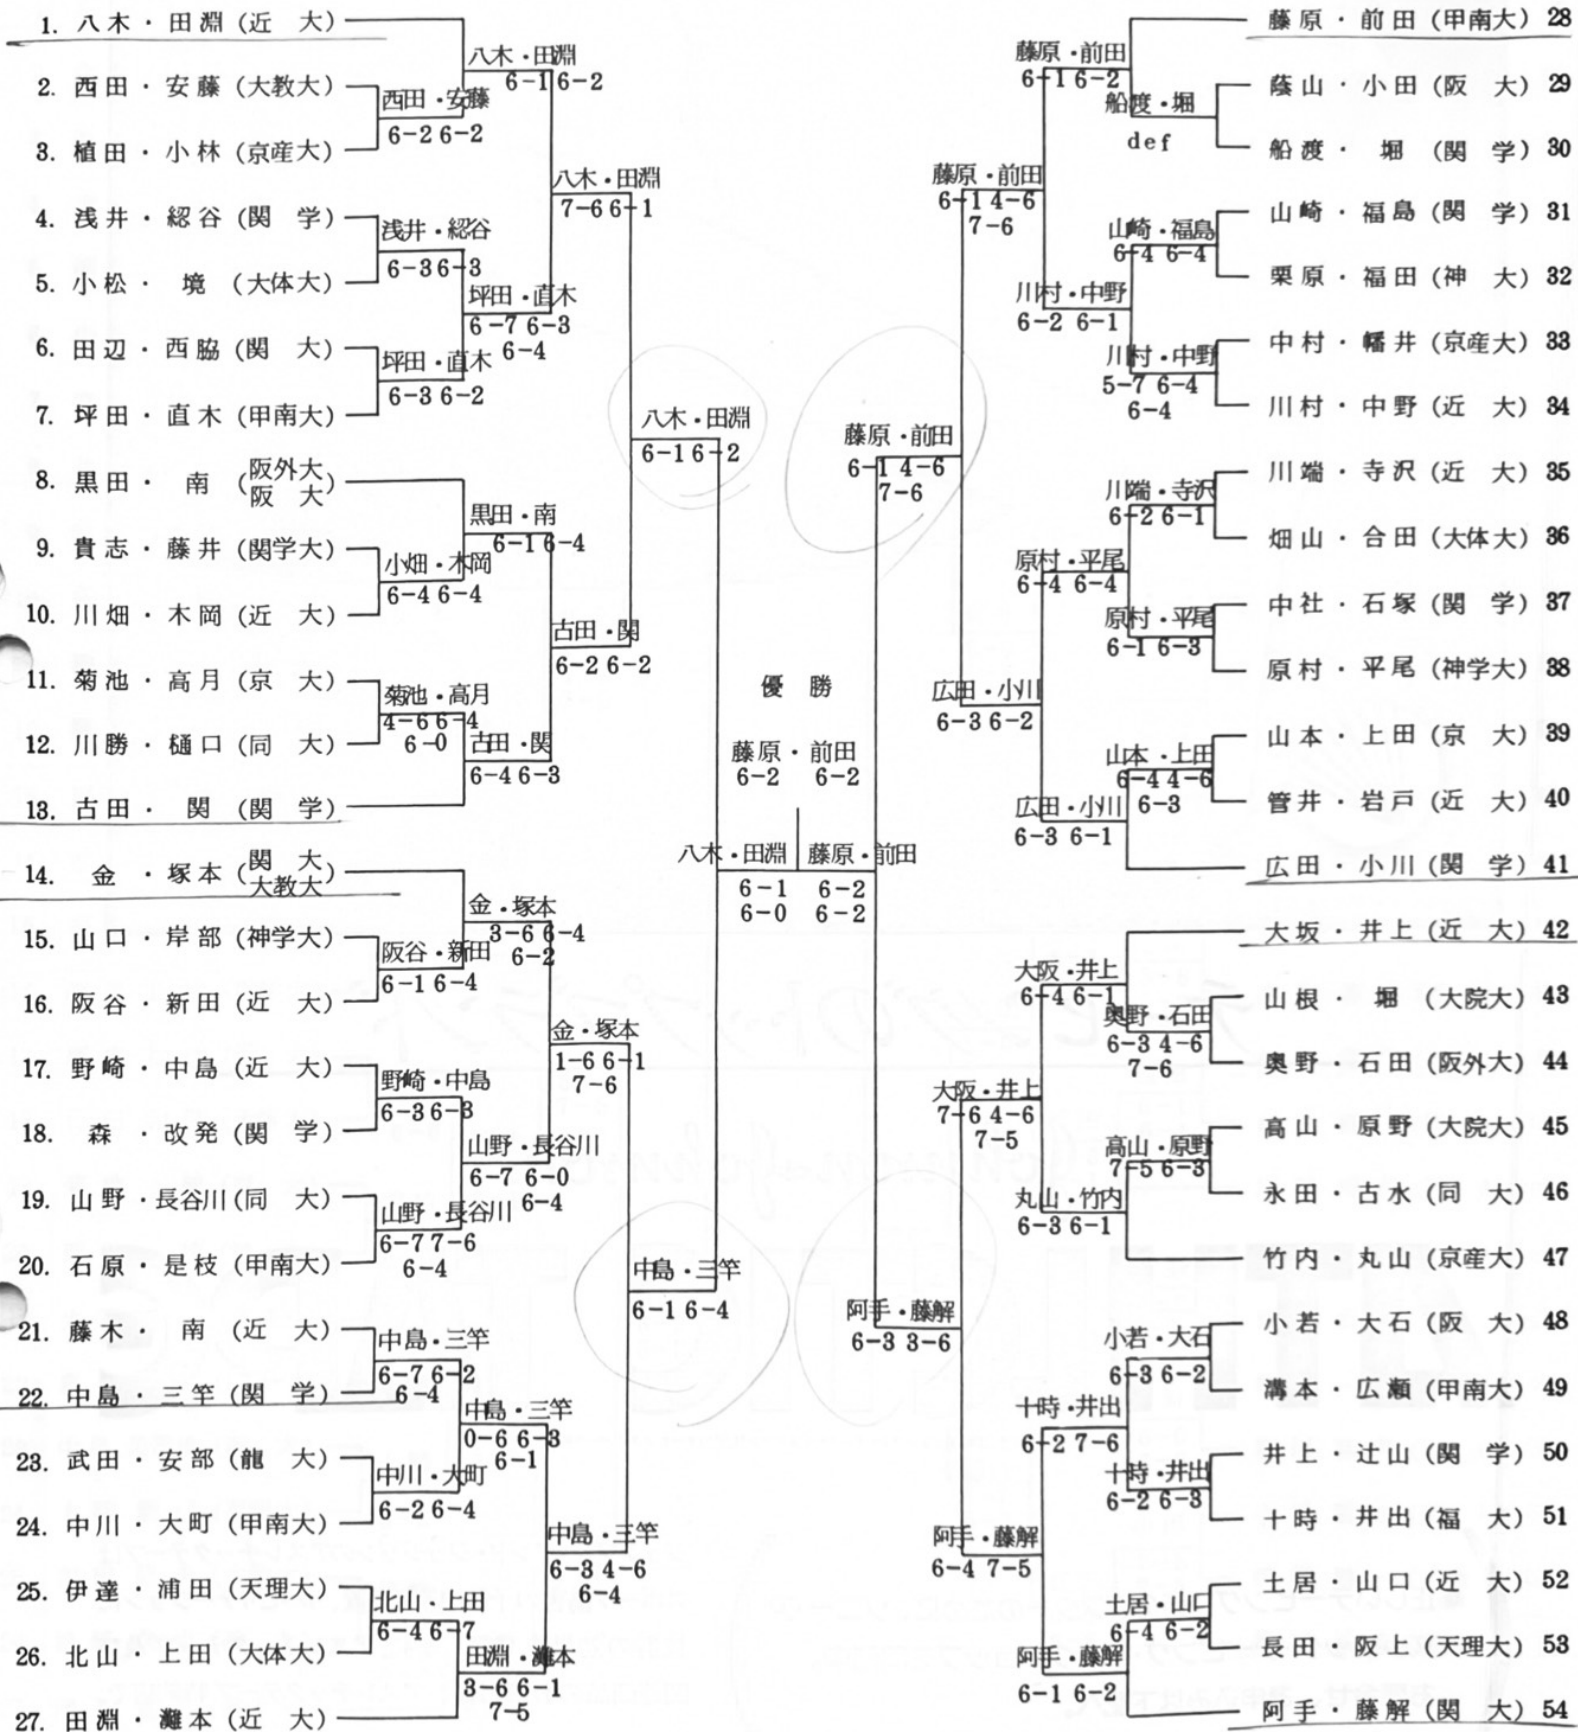 1. 八木・田淵 (近 大)
2. 西田・安藤 (大教大)
3. 植田・小林 (京産大)
4. 浅井・綛谷 (関 学)
5. 小松・ 境 (大体大)
6. 田辺・西脇 (関 大)
7. 坪田・直木 (甲南大)
8. 黒田・ 南 (阪外大
阪 大)
9. 貴志・藤井 (関学大)
10. 川畑・木岡 (近 大)
11. 菊池・高月 (京 大)
12. 川勝・樋口 (同 大)
13. 古田・ 関 (関 学)
14. 金 ・塚本 (関 大
大教大)
15. 山口・岸部 (神学大)
16. 阪谷・新田 (近 大)
17. 野崎・中島 (近 大)
18. 森 ・改発 (関 学)
19. 山野・長谷川 (同 大)
20. 石原・是枝 (甲南大)
21. 藤木・ 南 (近 大)
22. 中島・三竿 (関 学)
23. 武田・安部 (龍 大)
24. 中川・大町 (甲南大)
25. 伊達・浦田 (天理大)
26. 北山・上田 (大体大)
27. 田淵・灘本 (近 大)
西田・安藤
6-2 6-2
浅井・綛谷
6-3 6-3
坪田・直木
6-3 6-2
小畑・木岡
6-4 6-4
菊池・高月
4-6 6-4
6-0
阪谷・新田
6-1 6-4
野崎・中島
6-3 6-3
山野・長谷川
6-7 7-6
6-4
中島・三竿
6-7 6-2
6-4
中川・大町
6-2 6-4
北山・上田
6-4 6-7
八木・田淵
6-1 6-2
坪田・直木
6-7 6-3
6-4
黒田・南
6-1 6-4
古田・関
6-4 6-3
金・塚本
3-6 6-4
6-2
山野・長谷川
6-7 6-0
6-4
中島・三竿
0-6 6-3
6-1
田淵・灘本
3-6 6-1
7-5
八木・田淵
7-6 6-1
古田・関
6-2 6-2
金・塚本
1-6 6-1
7-6
中島・三竿
6-3 4-6
6-4
八木・田淵
6-1 6-2
中島・三竿
6-1 6-4
優 勝
藤原・前田
6-2 6-2
八木・田淵
6-1
6-0
藤原・前田
6-2
6-2
藤原・前田
6-1 4-6
7-6
阿手・藤解
6-3 3-6
藤原・前田
6-1 4-6
7-6
広田・小川
6-3 6-2
大阪・井上
7-6 4-6
7-5
阿手・藤解
6-4 7-5
藤原・前田
6-1 6-2
川村・中野
6-2 6-1
原村・平尾
6-4 6-4
広田・小川
6-3 6-1
大阪・井上
6-4 6-1
丸山・竹内
6-3 6-1
十時・井出
6-2 7-6
阿手・藤解
6-1 6-2
船渡・堀
def
山崎・福島
6-4 6-4
川村・中野
5-7 6-4
6-4
川端・寺沢
6-2 6-1
原村・平尾
6-1 6-3
山本・上田
6-4 4-6
6-3
奥野・石田
6-3 4-6
7-6
高山・原野
7-5 6-3
小若・大石
6-3 6-2
十時・井出
6-2 6-3
土居・山口
6-4 6-2
藤原・前田 (甲南大) 28
蔭山・小田 (阪 大) 29
船渡・ 堀 (関 学) 30
山崎・福島 (関 学) 31
栗原・福田 (神 大) 32
中村・幡井 (京産大) 33
川村・中野 (近 大) 34
川端・寺沢 (近 大) 35
畑山・合田 (大体大) 36
中社・石塚 (関 学) 37
原村・平尾 (神学大) 38
山本・上田 (京 大) 39
管井・岩戸 (近 大) 40
広田・小川 (関 学) 41
大坂・井上 (近 大) 42
山根・ 堀 (大院大) 43
奥野・石田 (阪外大) 44
高山・原野 (大院大) 45
永田・古水 (同 大) 46
竹内・丸山 (京産大) 47
小若・大石 (阪 大) 48
溝本・広瀬 (甲南大) 49
井上・辻山 (関 学) 50
十時・井出 (福 大) 51
土居・山口 (近 大) 52
長田・阪上 (天理大) 53
阿手・藤解 (関 大) 54